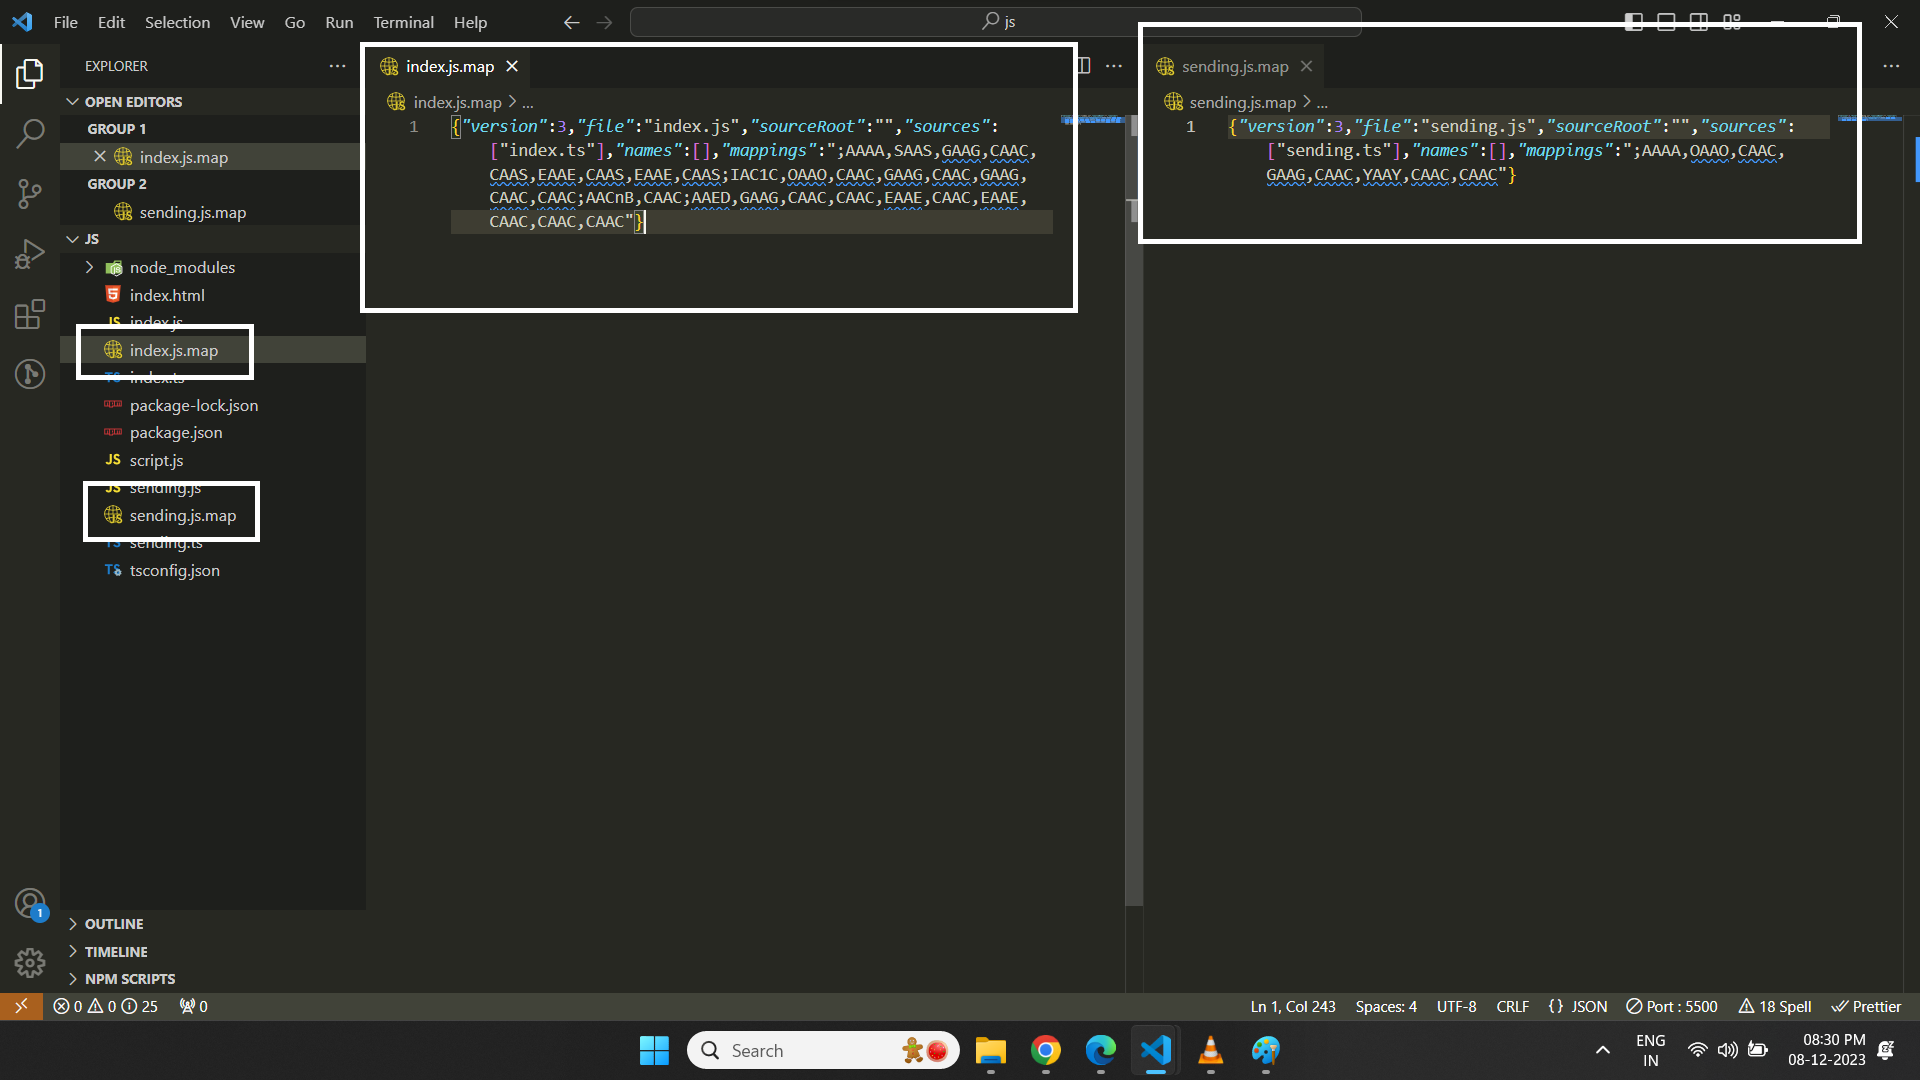 File Edit Selection View Go Run Terminal Help
js
EXPLORER
OPEN EDITORS
GROUP 1
index.js.map
GROUP 2
sending.js.map
JS
node_modules
index.html
JS index.js
index.js.map
TS index.ts
package-lock.json
package.json
JS script.js
JS sending.js
sending.js.map
TS sending.ts
TS tsconfig.json
OUTLINE
TIMELINE
NPM SCRIPTS
index.js.map
index.js.map > ...
1 {"version":3,"file":"index.js","sourceRoot":"","sources":
["index.ts"],"names":[],"mappings":";AAAA,SAAS,GAAG,CAAC,
CAAS,EAAE,CAAS,EAAE,CAAS;IAC1C,OAAO,CAAC,GAAG,CAAC,GAAG,
CAAC,CAAC;AACnB,CAAC;AAED,GAAG,CAAC,CAAC,EAAE,CAAC,EAAE,
CAAC,CAAC,CAAC"}
sending.js.map
sending.js.map > ...
1 {"version":3,"file":"sending.js","sourceRoot":"","sources":
["sending.ts"],"names":[],"mappings":";AAAA,OAAO,CAAC,
GAAG,CAAC,YAAY,CAAC,CAAC"}
0 0 25 0
Ln 1, Col 243 Spaces: 4 UTF-8 CRLF {} JSON Port : 5500 18 Spell Prettier
1
Search
ENG
IN
08:30 PM
08-12-2023